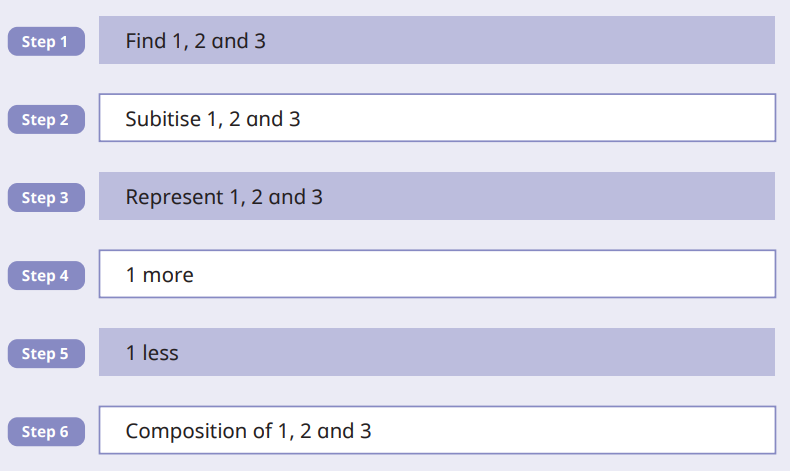 Step 1 Find 1, 2 and 3
Step 2 Subitise 1, 2 and 3
Step 3 Represent 1, 2 and 3
Step 4 1 more
Step 5 1 less
Step 6 Composition of 1, 2 and 3